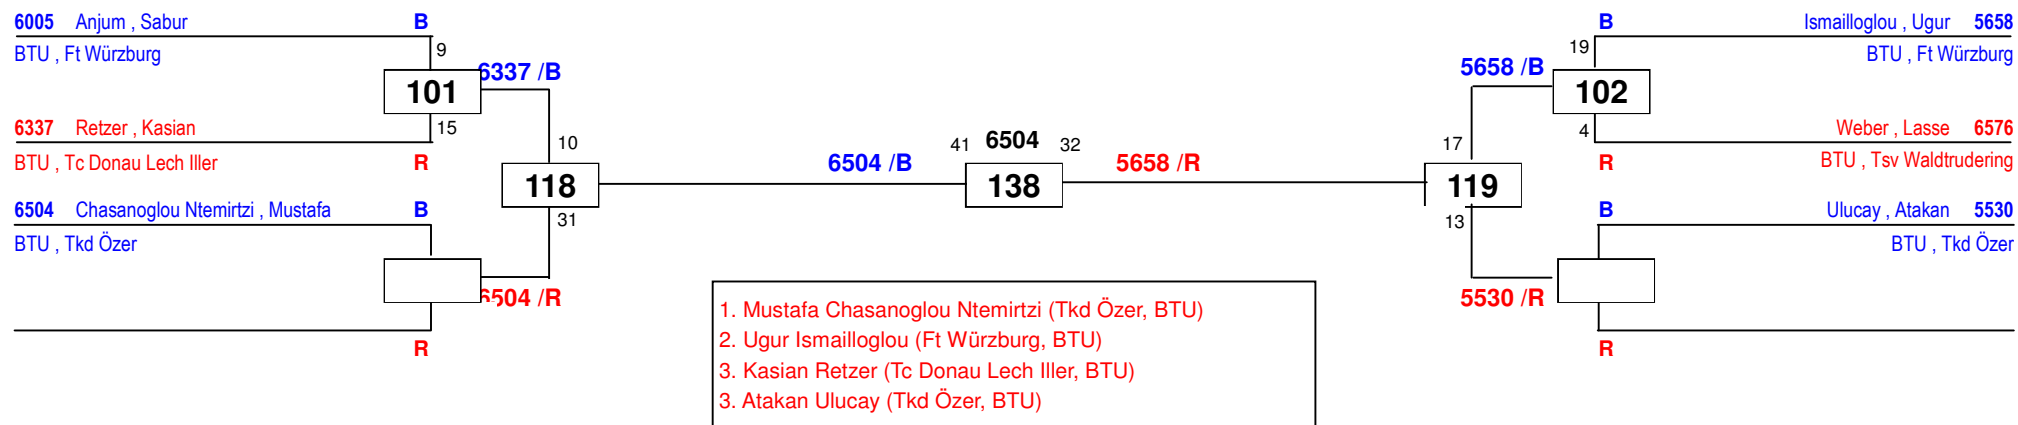 6005 Anjum , Sabur B
BTU , Ft Würzburg
9
101
15
6337 /B
6337 Retzer , Kasian
BTU , Tc Donau Lech Iller R
10
118
31
6504 Chasanoglou Ntemirtzi , Mustafa B
BTU , Tkd Özer
6504 /R
R
6504 /B
41 6504 32
138
5658 /R
B Ismailloglou , Ugur 5658
BTU , Ft Würzburg
19
5658 /B
102
4
Weber , Lasse 6576
R BTU , Tsv Waldtrudering
17
119
13
B Ulucay , Atakan 5530
BTU , Tkd Özer
5530 /R
R
1. Mustafa Chasanoglou Ntemirtzi (Tkd Özer, BTU)
2. Ugur Ismailloglou (Ft Würzburg, BTU)
3. Kasian Retzer (Tc Donau Lech Iller, BTU)
3. Atakan Ulucay (Tkd Özer, BTU)